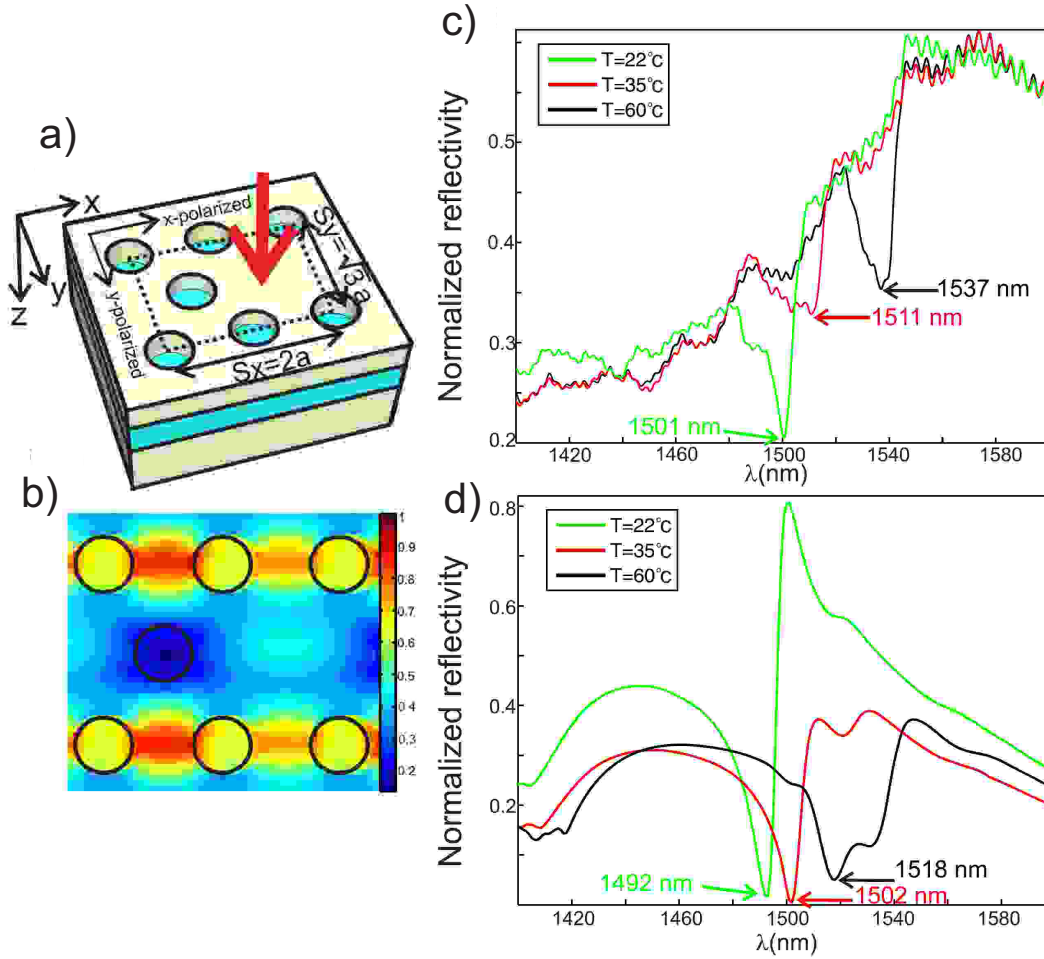 a)
x
y
z
x-polarized
y-polarized
Sy=√3a
Sx=2a
b)
1
0.9
0.8
0.7
0.6
0.5
0.4
0.3
0.2
c)
T=22°C
T=35°C
T=60°C
Normalized reflectivity
0.5
0.4
0.3
0.2
1537 nm
1511 nm
1501 nm
1420 1460 1500 1540 1580
λ(nm)
d)
T=22°C
T=35°C
T=60°C
Normalized reflectivity
0.8
0.6
0.4
0.2
1518 nm
1492 nm
1502 nm
1420 1460 1500 1540 1580
λ(nm)